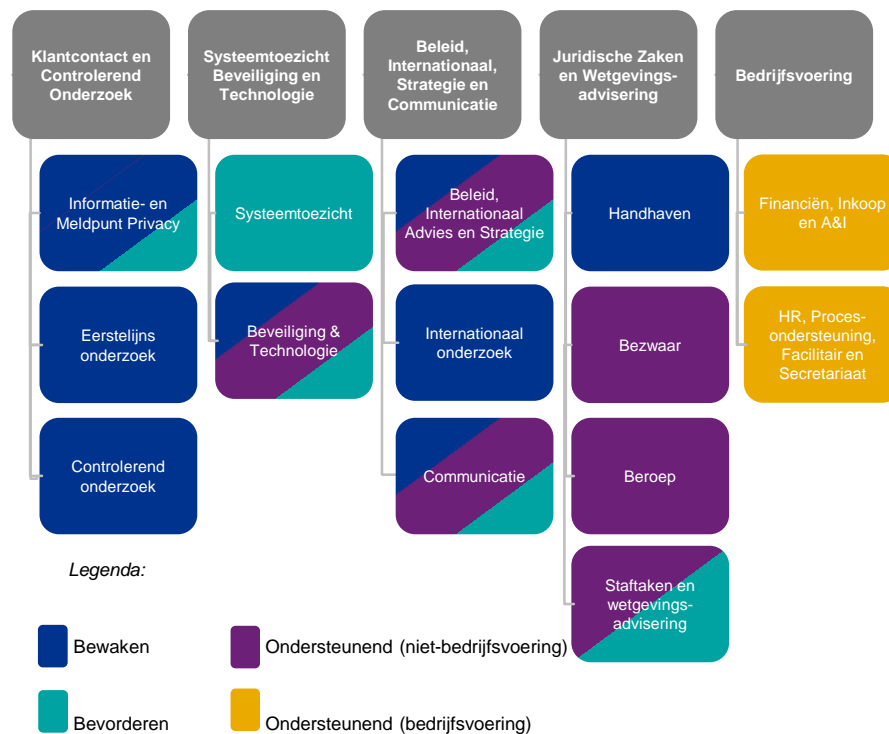 Klantcontact en
Controlerend
Onderzoek
Systeemtoezicht
Beveiliging en
Technologie
Beleid,
Internationaal,
Strategie en
Communicatie
Juridische Zaken
en Wetgevings-
advisering
Bedrijfsvoering
Informatie- en
Meldpunt Privacy
Eerstelijns
onderzoek
Controlerend
onderzoek
Systeemtoezicht
Beveiliging &
Technologie
Beleid,
Internationaal
Advies en Strategie
Internationaal
onderzoek
Communicatie
Handhaven
Bezwaar
Beroep
Staftaken en
wetgevings-
advisering
Financiën, Inkoop
en A&I
HR, Proces-
ondersteuning,
Facilitair en
Secretariaat
Legenda:
Bewaken
Ondersteunend (niet-bedrijfsvoering)
Bevorderen
Ondersteunend (bedrijfsvoering)